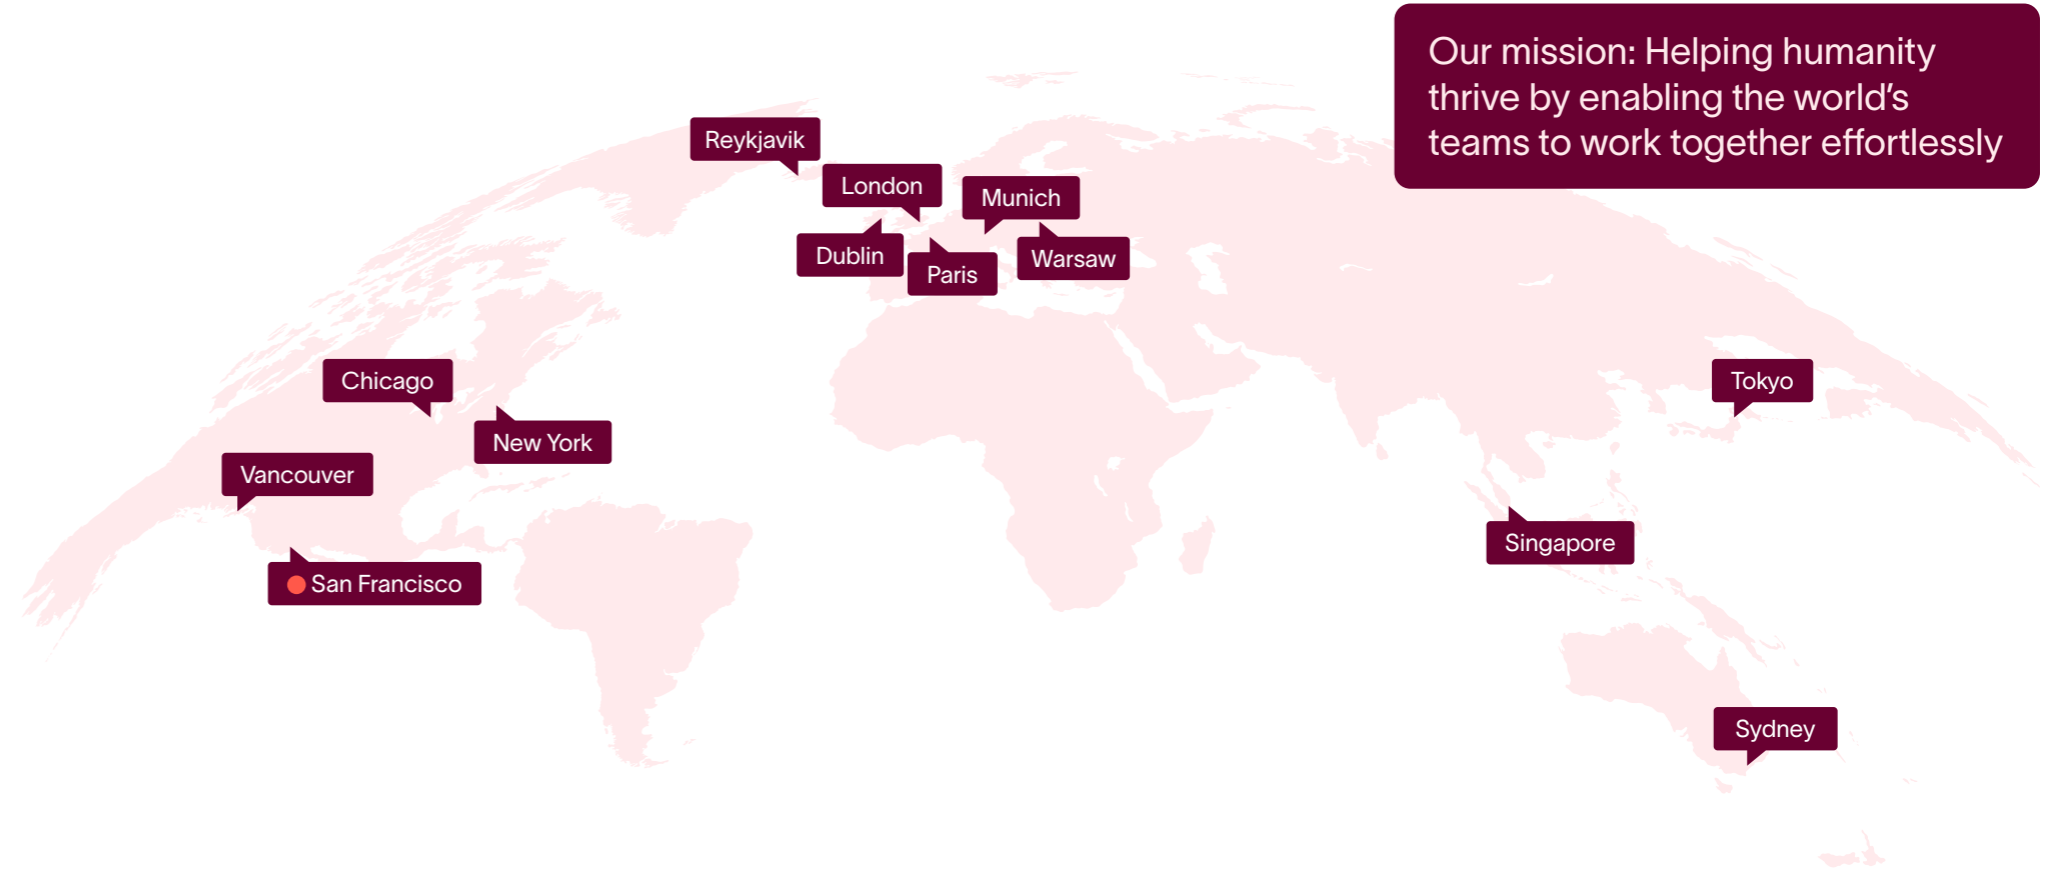 Our mission: Helping humanity
thrive by enabling the world’s
teams to work together effortlessly
Reykjavik
London
Munich
Dublin
Paris
Warsaw
Chicago
New York
Vancouver
San Francisco
Tokyo
Singapore
Sydney